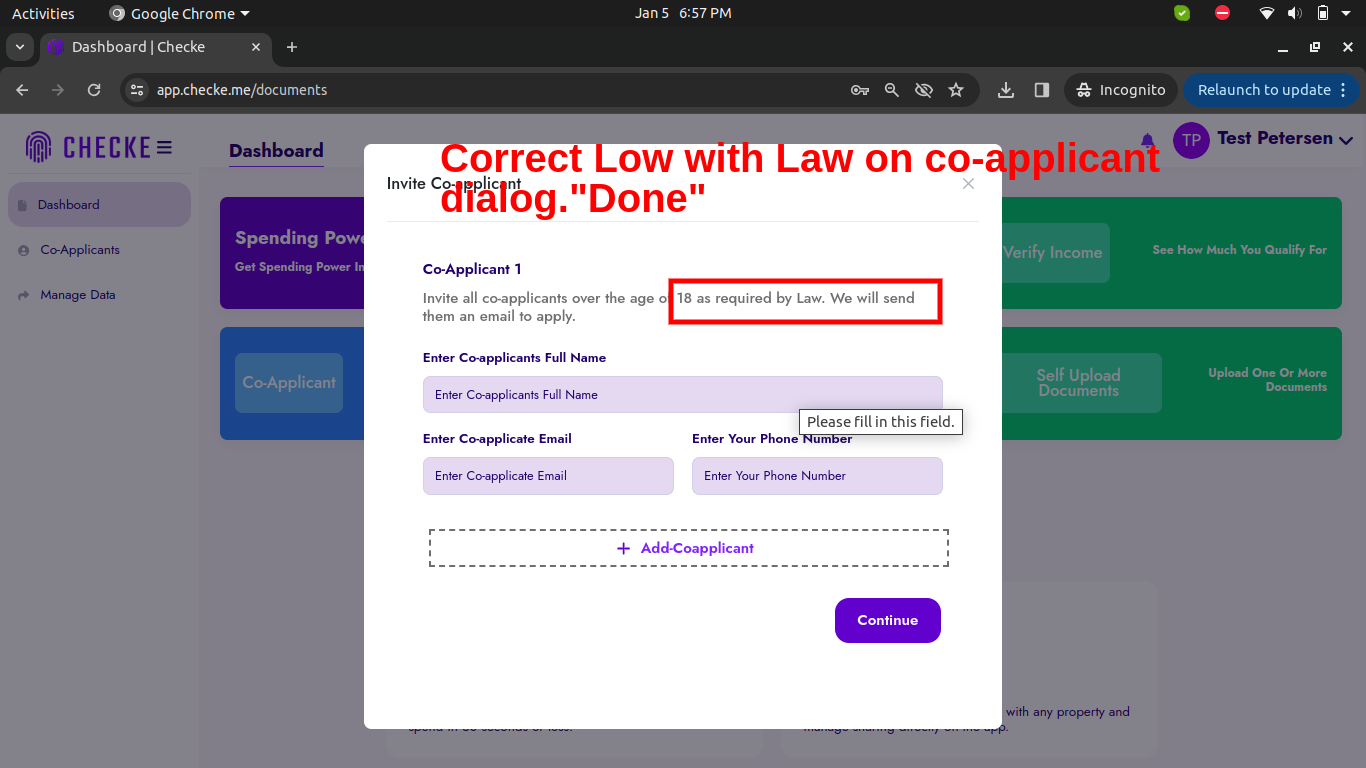 Activities
Google Chrome
Jan 5 6:57 PM
Dashboard | Checke
app.checke.me/documents
Incognito
Relaunch to update
CHECKE
Dashboard
TP
Test Petersen
Correct Low with Law on co-applicant
dialog."Done"
Invite Co-applicant
Dashboard
Co-Applicants
Manage Data
Spending Powe
Get Spending Power In
Verify Income
See How Much You Qualify For
Co-Applicant
Self Upload
Documents
Upload One Or More
Documents
Co-Applicant 1
Invite all co-applicants over the age of 18 as required by Law. We will send
them an email to apply.
Enter Co-applicants Full Name
Enter Co-applicants Full Name
Please fill in this field.
Enter Co-applicate Email
Enter Your Phone Number
Enter Co-applicate Email
Enter Your Phone Number
+ Add-Coapplicant
Continue
with any property and
manage sharing directly on the app.